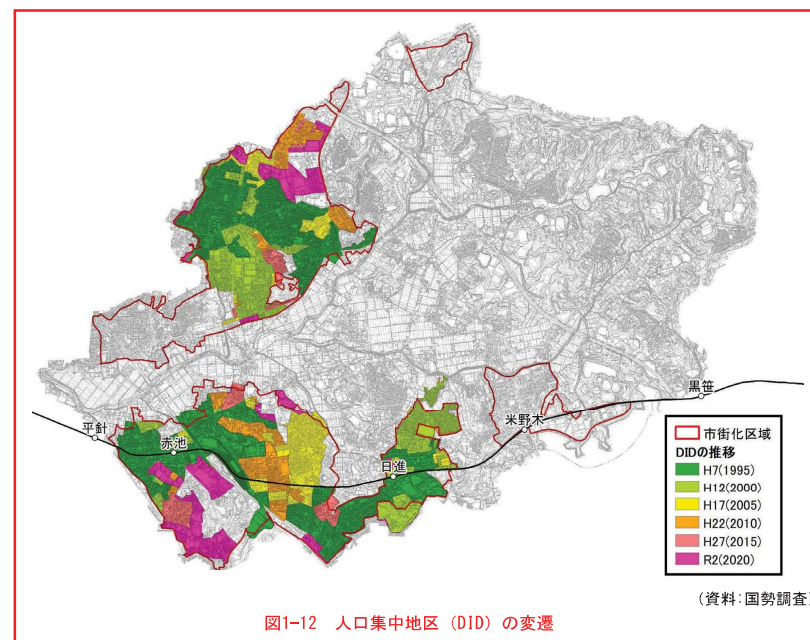 黒笹
米野木
平針
赤池
日進
市街化区域
DIDの推移
H7(1995)
H12(2000)
H17(2005)
H22(2010)
H27(2015)
R2(2020)
(資料:国勢調査)
図1-12 人口集中地区 (DID) の変遷